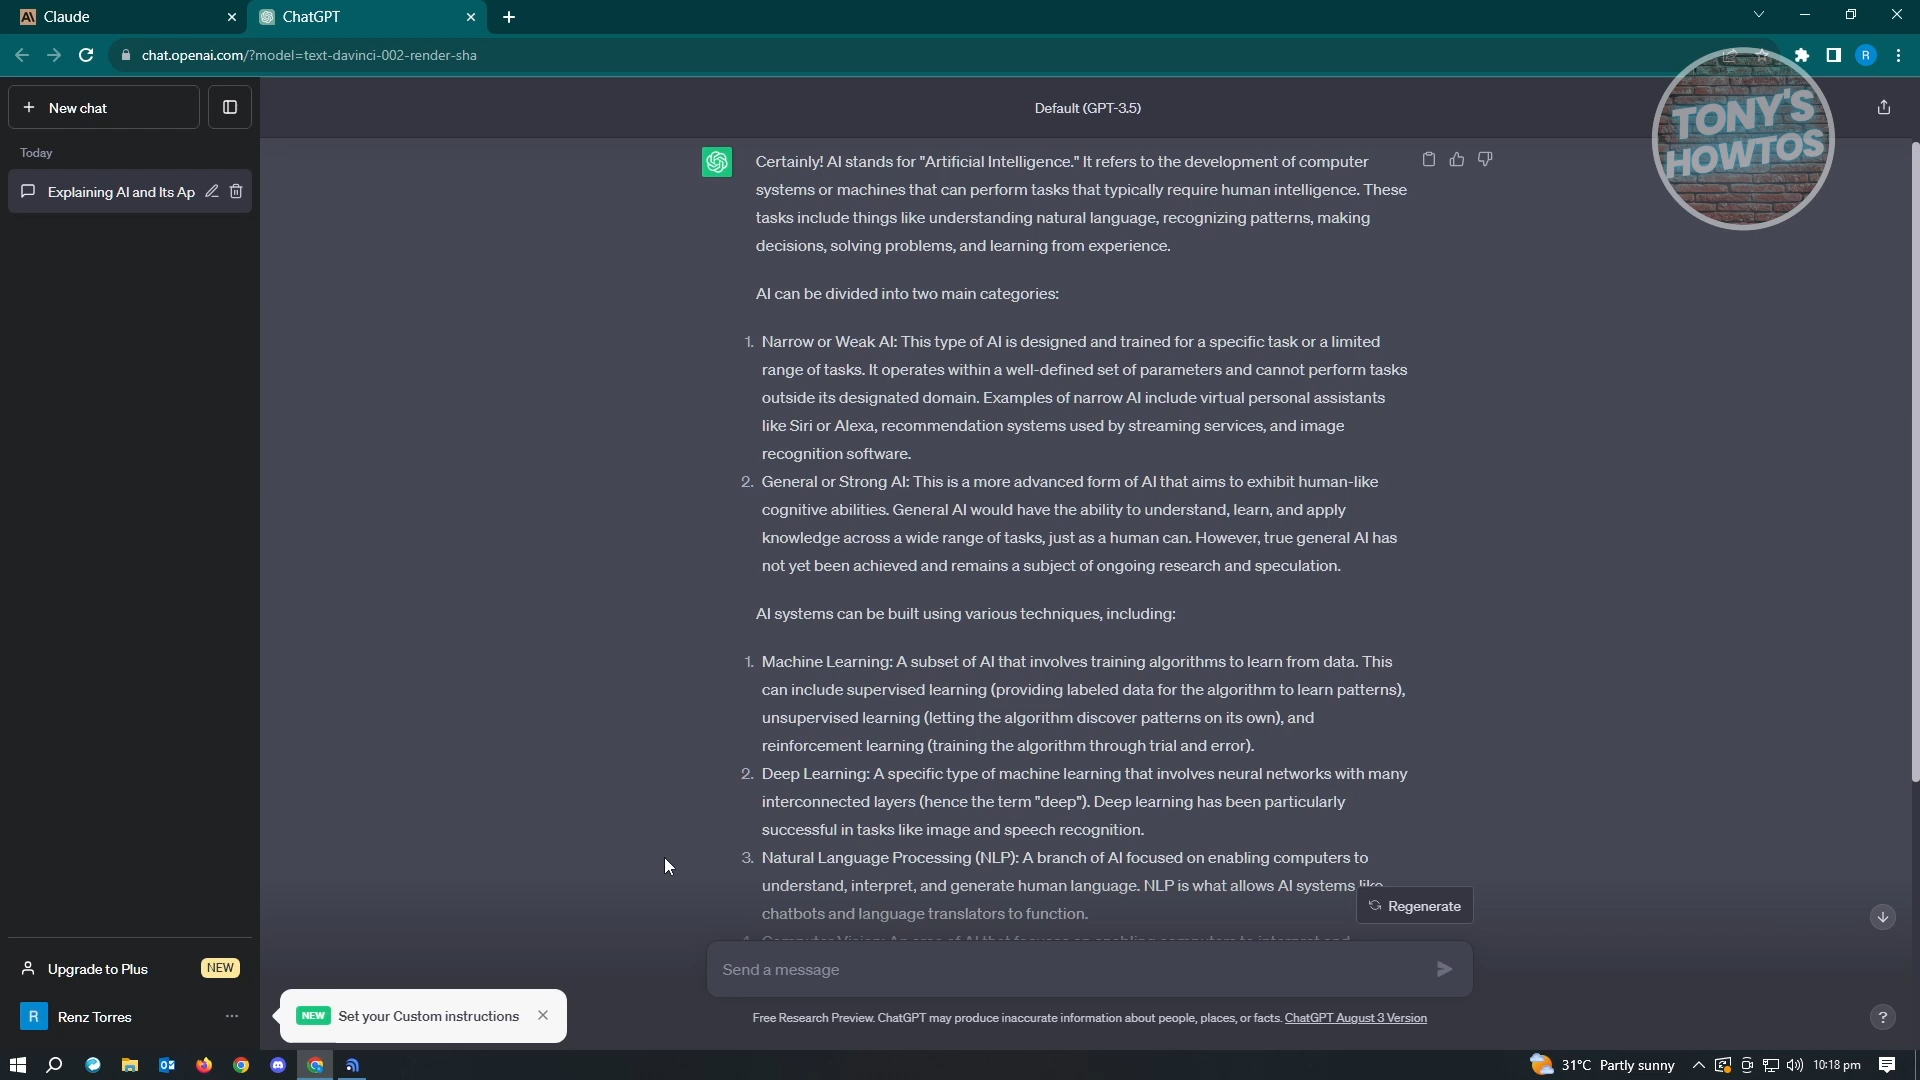 Claude
ChatGPT
chat.openai.com/?model=text-davinci-002-render-sha
R
New chat
Default (GPT-3.5)
TONY'S
HOWTOS
Today
Explaining AI and Its Ap
Certainly! AI stands for "Artificial Intelligence." It refers to the development of computer
systems or machines that can perform tasks that typically require human intelligence. These
tasks include things like understanding natural language, recognizing patterns, making
decisions, solving problems, and learning from experience.
AI can be divided into two main categories:
1. Narrow or Weak AI: This type of AI is designed and trained for a specific task or a limited
range of tasks. It operates within a well-defined set of parameters and cannot perform tasks
outside its designated domain. Examples of narrow AI include virtual personal assistants
like Siri or Alexa, recommendation systems used by streaming services, and image
recognition software.
2. General or Strong AI: This is a more advanced form of AI that aims to exhibit human-like
cognitive abilities. General AI would have the ability to understand, learn, and apply
knowledge across a wide range of tasks, just as a human can. However, true general AI has
not yet been achieved and remains a subject of ongoing research and speculation.
AI systems can be built using various techniques, including:
1. Machine Learning: A subset of AI that involves training algorithms to learn from data. This
can include supervised learning (providing labeled data for the algorithm to learn patterns),
unsupervised learning (letting the algorithm discover patterns on its own), and
reinforcement learning (training the algorithm through trial and error).
2. Deep Learning: A specific type of machine learning that involves neural networks with many
interconnected layers (hence the term "deep"). Deep learning has been particularly
successful in tasks like image and speech recognition.
3. Natural Language Processing (NLP): A branch of AI focused on enabling computers to
understand, interpret, and generate human language. NLP is what allows AI systems like
chatbots and language translators to function.
Regenerate
Send a message
Upgrade to Plus
NEW
R
Renz Torres
NEW Set your Custom instructions
Free Research Preview. ChatGPT may produce inaccurate information about people, places, or facts. ChatGPT August 3 Version
?
31°C Partly sunny
10:18 pm